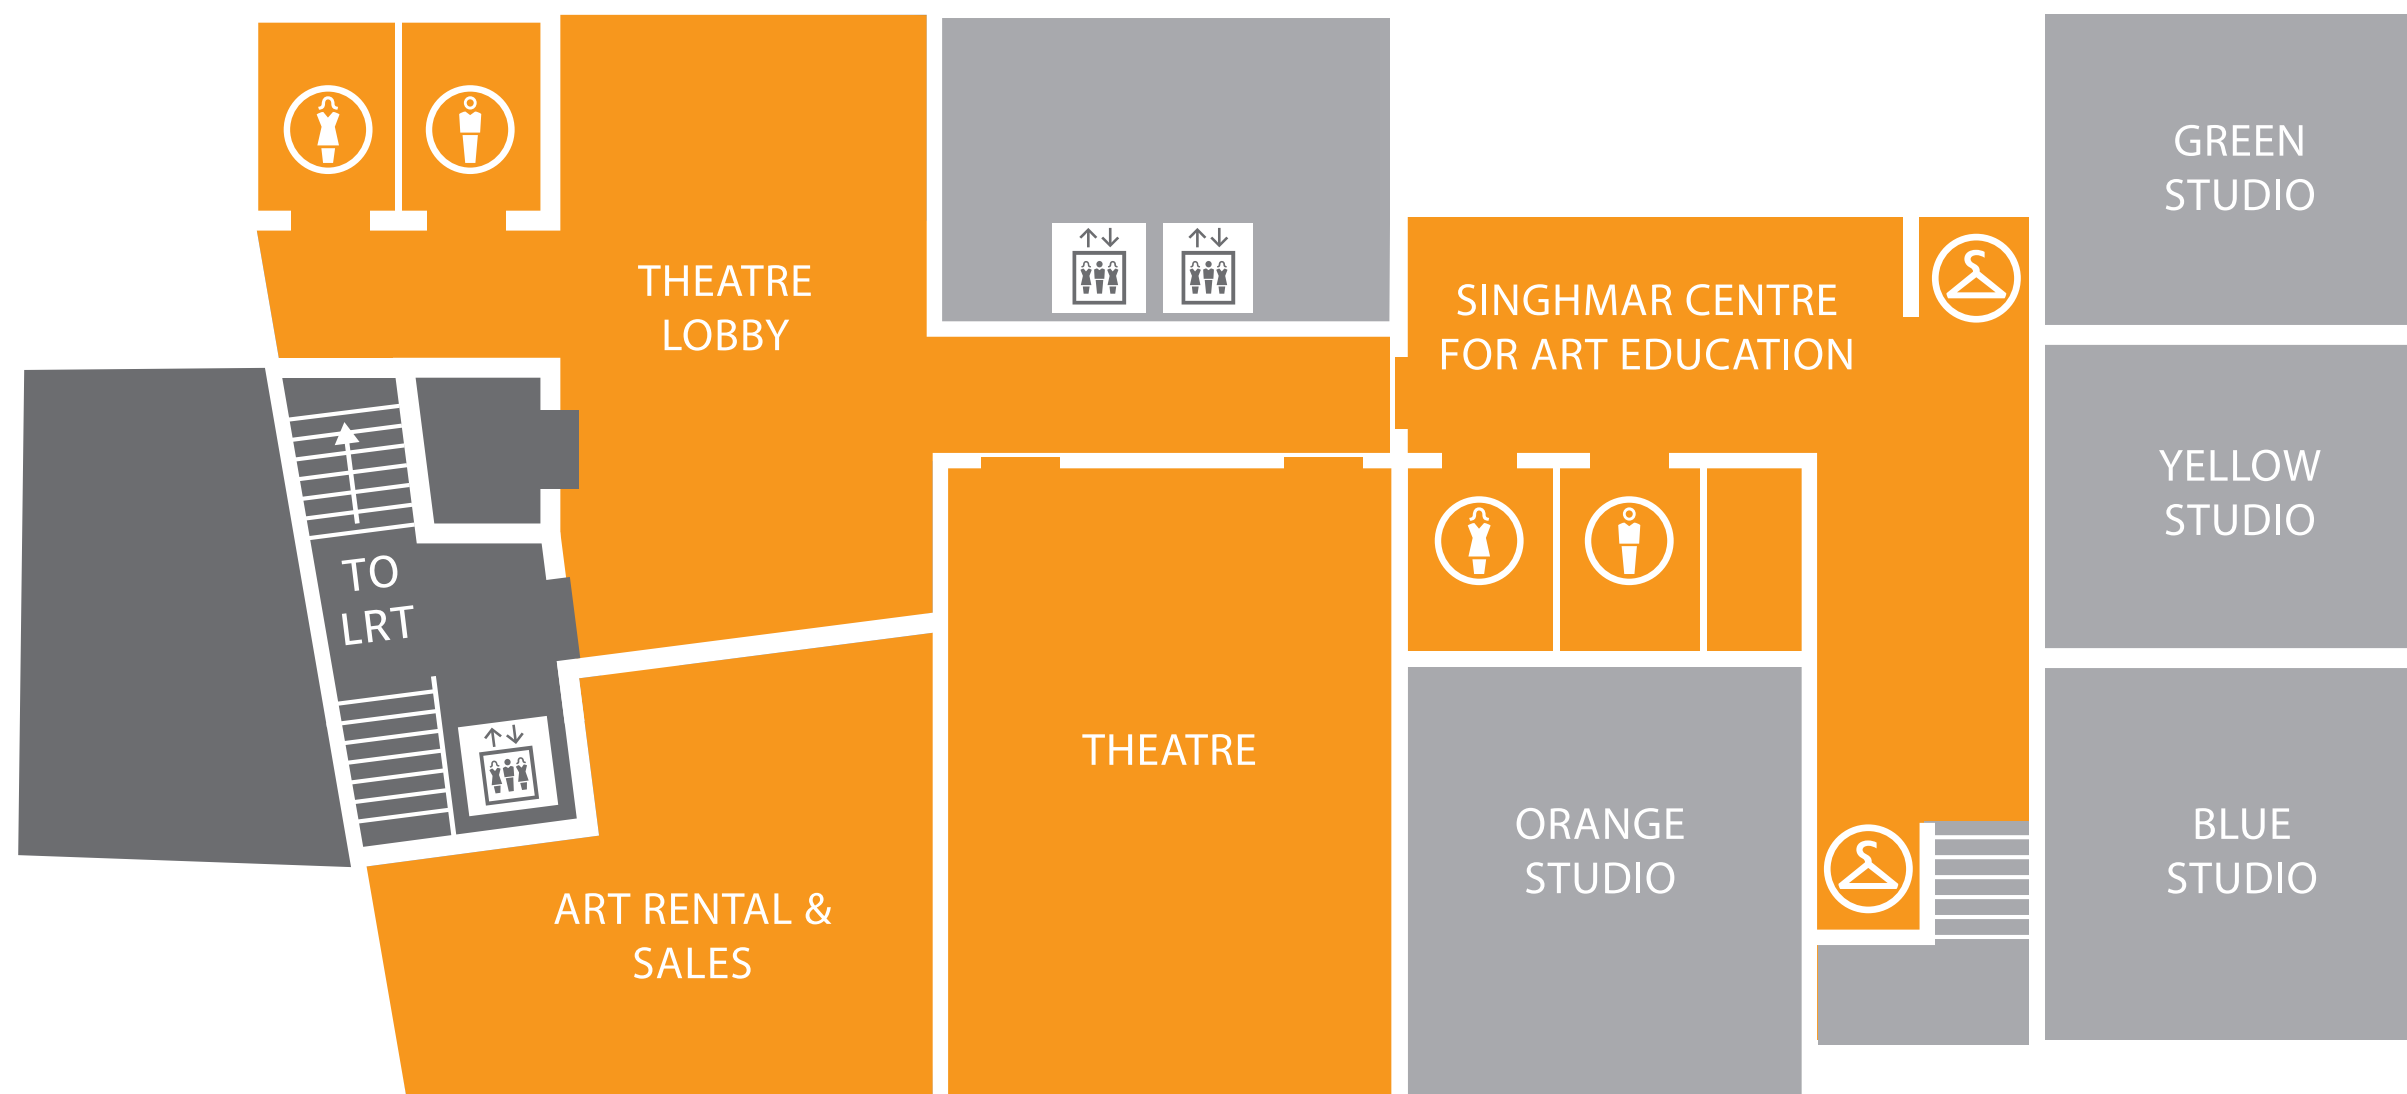 GREEN
STUDIO
THEATRE
LOBBY
SINGHMAR CENTRE
FOR ART EDUCATION
YELLOW
STUDIO
TO
LRT
THEATRE
ORANGE
STUDIO
BLUE
STUDIO
ART RENTAL &
SALES